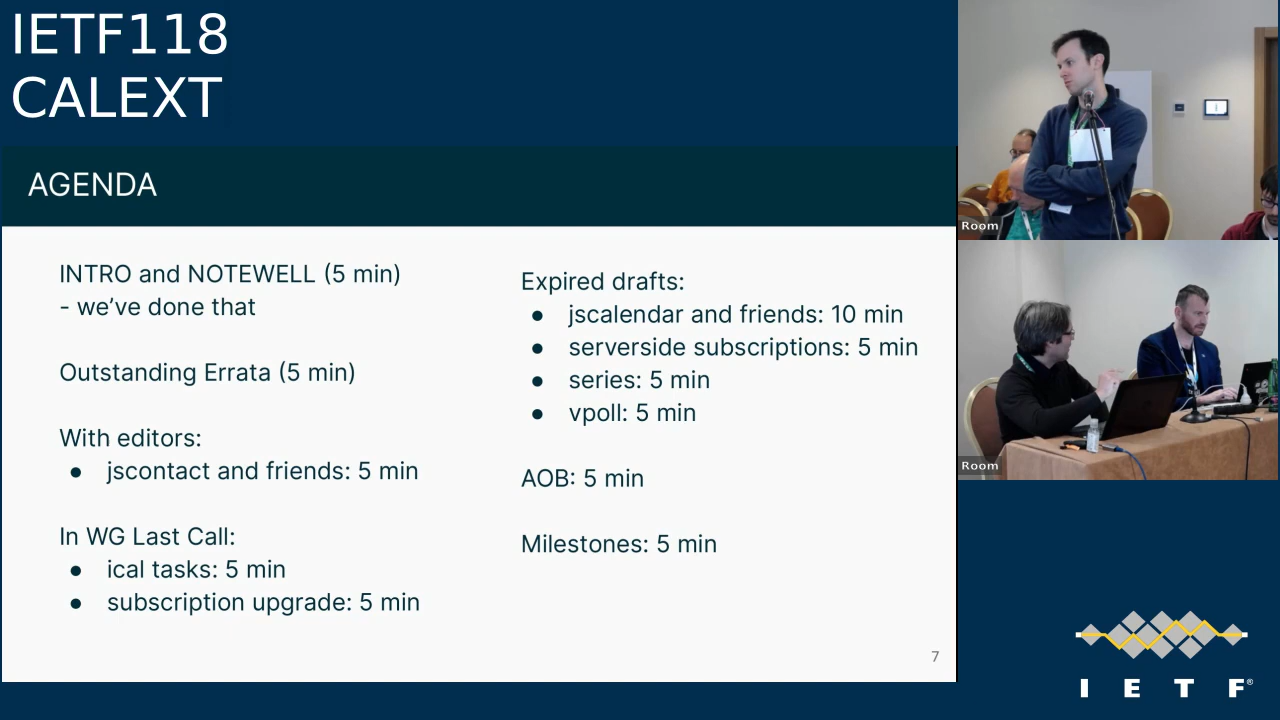 IETF118
CALEXT
AGENDA
INTRO and NOTEWELL (5 min)
- we’ve done that
Outstanding Errata (5 min)
With editors:
● jscontact and friends: 5 min
In WG Last Call:
● ical tasks: 5 min
● subscription upgrade: 5 min
Expired drafts:
● jscalendar and friends: 10 min
● serverside subscriptions: 5 min
● series: 5 min
● vpoll: 5 min
AOB: 5 min
Milestones: 5 min
7
Room
Room
I E T F®